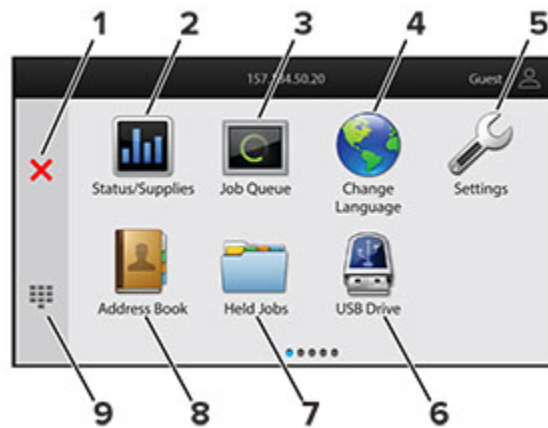 1 2 3 4 5
157.184.50.20 Guest
Status/Supplies Job Queue Change Language Settings
Address Book Held Jobs USB Drive
9 8 7 6